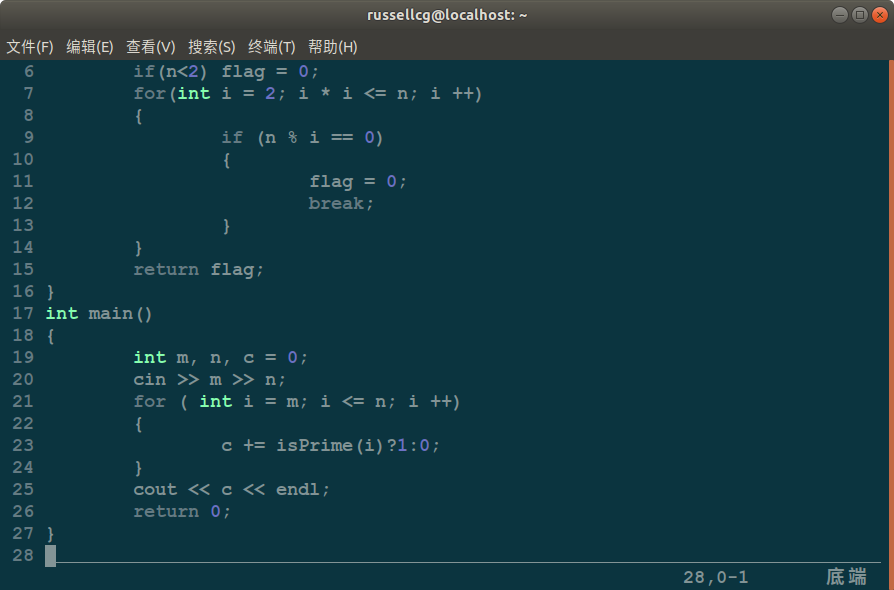 russellcg@localhost: ~
文件(F) 编辑(E) 查看(V) 搜索(S) 终端(T) 帮助(H)
6         if(n<2) flag = 0;
7         for(int i = 2; i * i <= n; i ++)
8         {
9                 if (n % i == 0)
10                 {
11                         flag = 0;
12                         break;
13                 }
14         }
15         return flag;
16 }
17 int main()
18 {
19         int m, n, c = 0;
20         cin >> m >> n;
21         for ( int i = m; i <= n; i ++)
22         {
23                 c += isPrime(i)?1:0;
24         }
25         cout << c << endl;
26         return 0;
27 }
28
28,0-1 底端